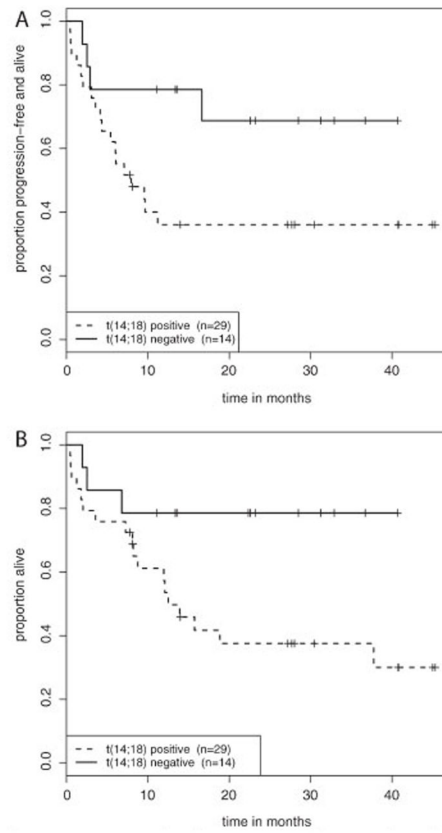 A
proportion progression-free and alive
1.0
0.8
0.6
0.4
0.2
0.0
t(14;18) positive (n=29)
t(14;18) negative (n=14)
0 10 20 30 40
time in months
B
proportion alive
1.0
0.8
0.6
0.4
0.2
0.0
t(14;18) positive (n=29)
t(14;18) negative (n=14)
0 10 20 30 40
time in months